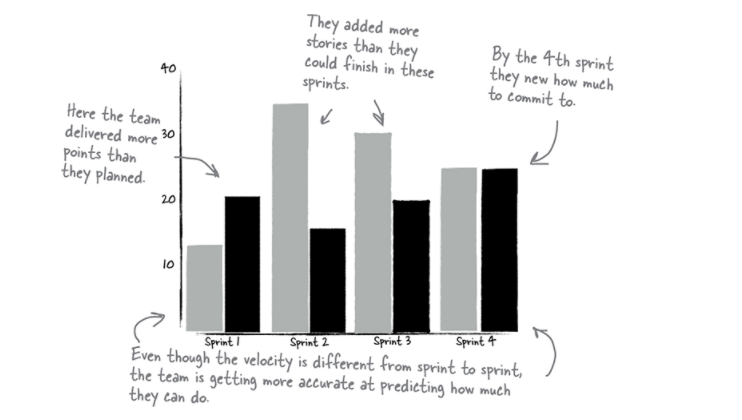 They added more
stories than they
could finish in these
sprints.
By the 4th sprint
they new how much
to commit to.
Here the team
delivered more
points than
they planned.
40
30
20
10
Sprint 1
Sprint 2
Sprint 3
Sprint 4
Even though the velocity is different from sprint to sprint,
the team is getting more accurate at predicting how much
they can do.